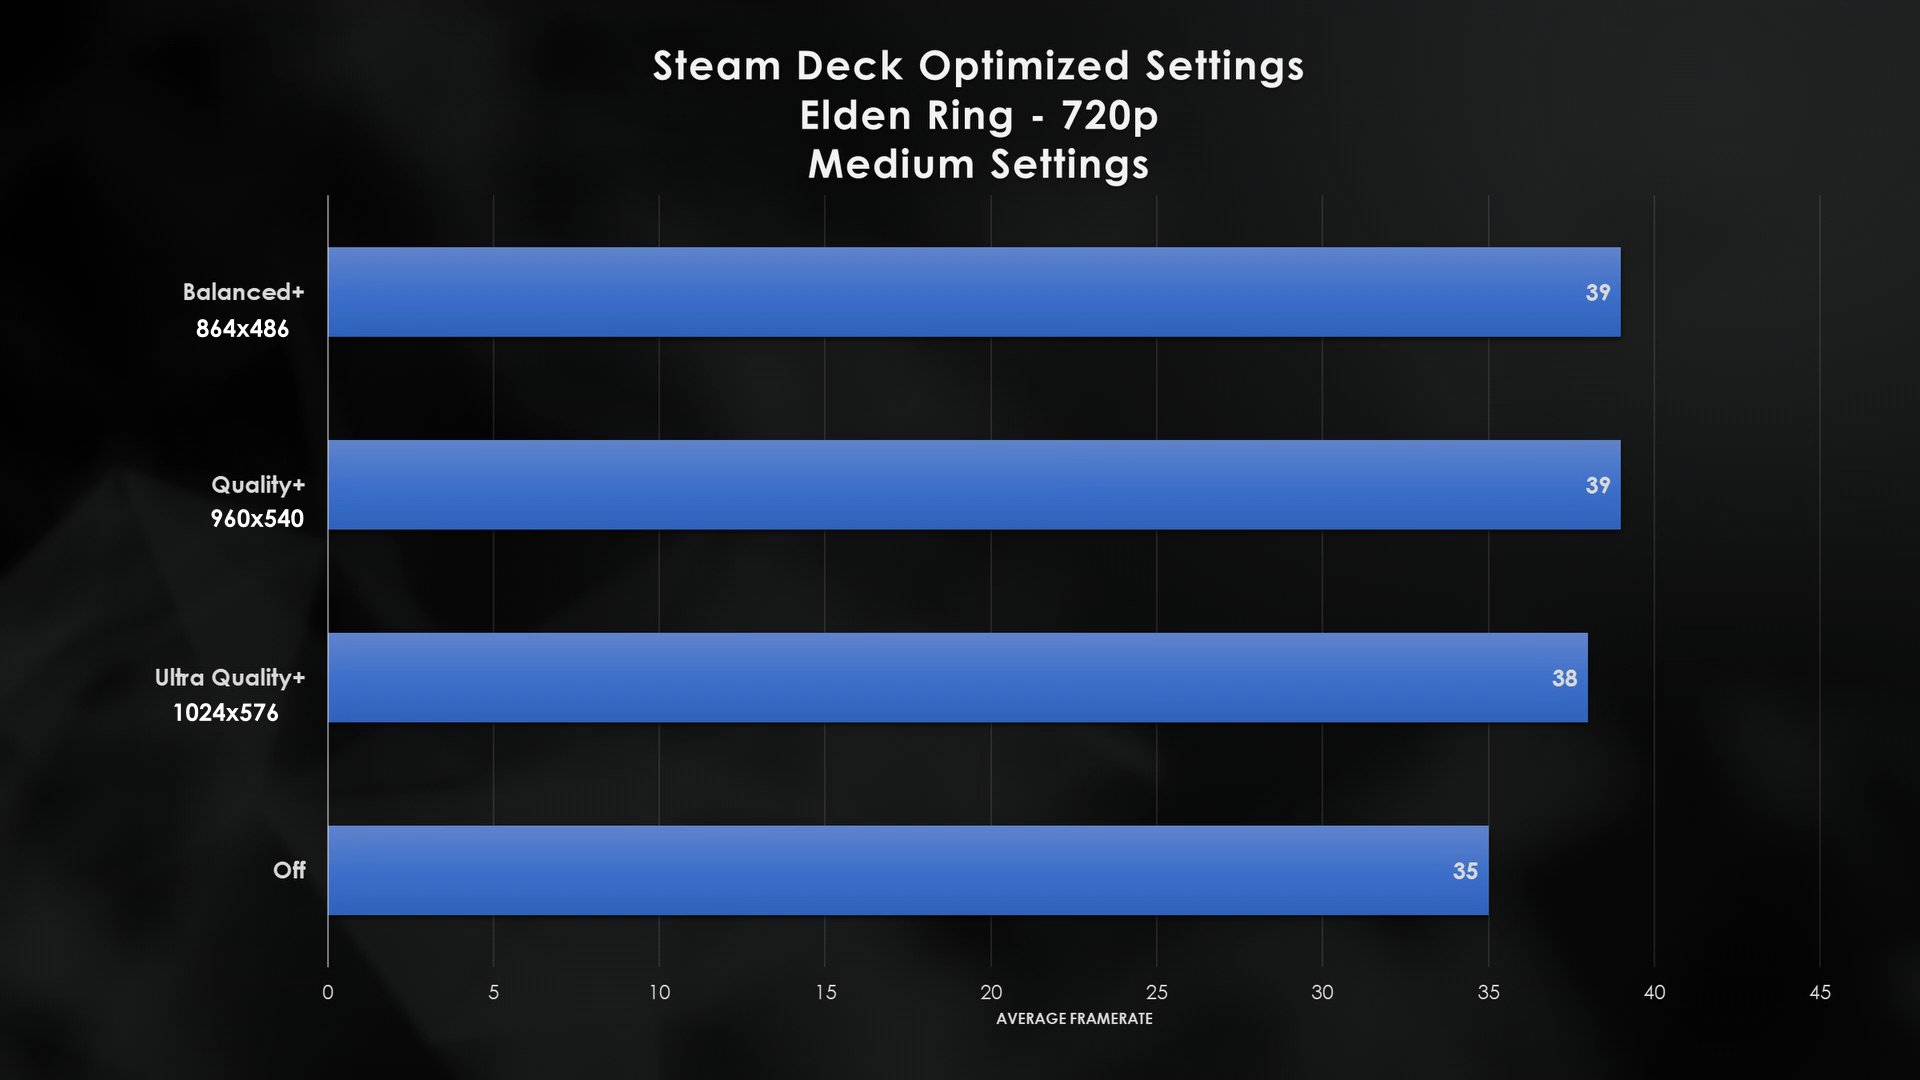 Steam Deck Optimized Settings
Elden Ring - 720p
Medium Settings
Balanced+
864x486
39
Quality+
960x540
39
Ultra Quality+
1024x576
38
Off
35
0 5 10 15 20 25 30 35 40 45
AVERAGE FRAMERATE